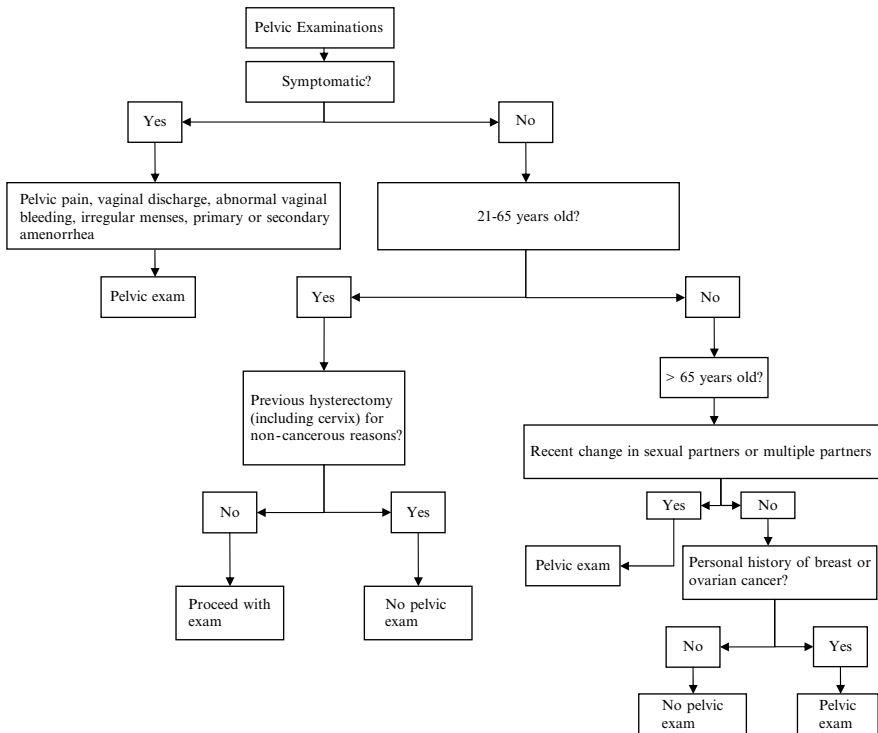 Pelvic Examinations
Symptomatic?
Yes
No
Pelvic pain, vaginal discharge, abnormal vaginal
bleeding, irregular menses, primary or secondary
amenorrhea
21-65 years old?
Pelvic exam
Yes
No
> 65 years old?
Previous hysterectomy
(including cervix) for
non-cancerous reasons?
Recent change in sexual partners or multiple partners
No
Yes
Yes
No
Pelvic exam
Personal history of breast or
ovarian cancer?
Proceed with
exam
No pelvic
exam
No
Yes
No pelvic
exam
Pelvic
exam